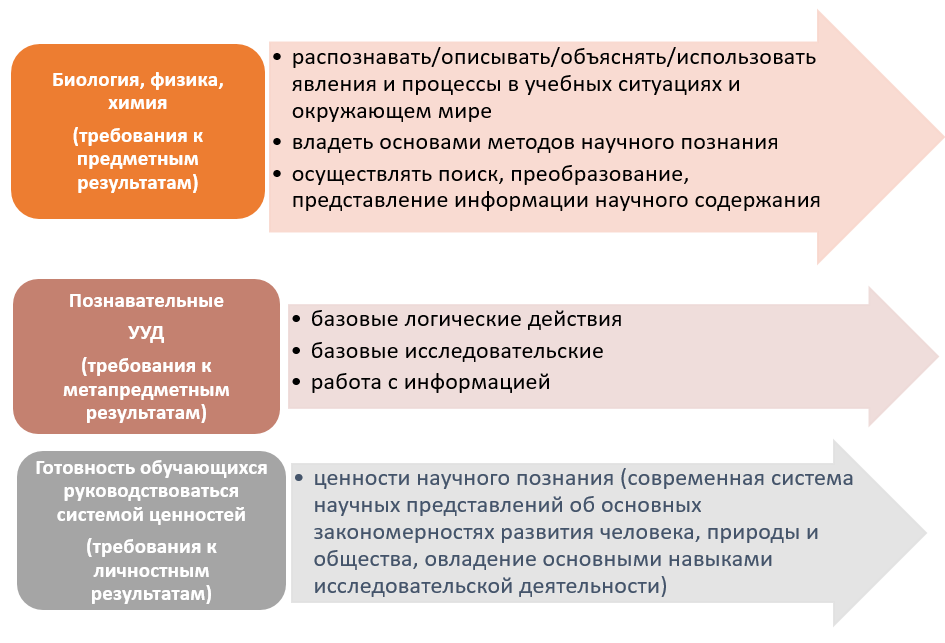 Биология, физика,
химия
(требования к
предметным
результатам)
• распознавать/описывать/объяснять/использовать
явления и процессы в учебных ситуациях и
окружающем мире
• владеть основами методов научного познания
• осуществлять поиск, преобразование,
представление информации научного содержания
Познавательные
УУД
(требования к
метапредметным
результатам)
• базовые логические действия
• базовые исследовательские
• работа с информацией
Готовность обучающихся
руководствоваться
системой ценностей
(требования к
личностным
результатам)
• ценности научного познания (современная система
научных представлений об основных
закономерностях развития человека, природы и
общества, овладение основными навыками
исследовательской деятельности)